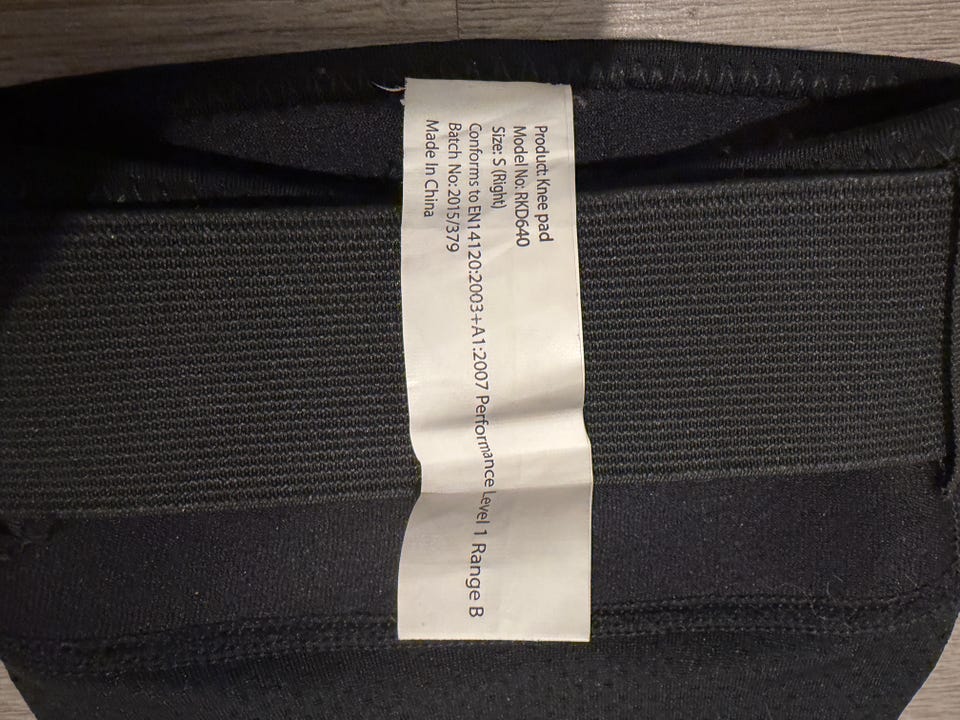 Product: Knee pad
Model No: RKD640
Size: S (Right)
Conforms to EN14120:2003+A1:2007 Performance Level 1 Range B
Batch No: 2015/379
Made In China